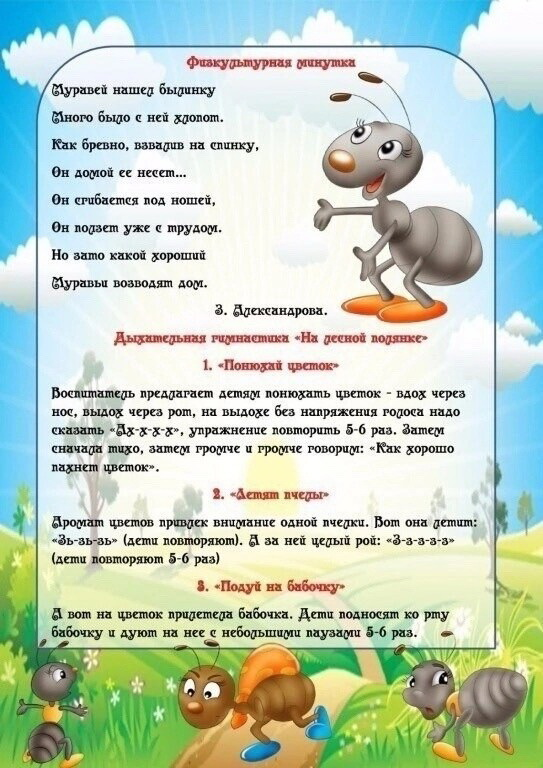 Физкультурная минутка
Муравей нашел былинку
Много было с ней хлопот.
Как бревно, взвалив на спинку,
Он домой ее несет...
Он сгибается под ношей,
Он ползет уже с трудом.
Но зато какой хороший
Муравьи возводят дом.
З. Александрова.
Дыхательная гимнастика «На лесной полянке»
1. «Понюхай цветок»
Воспитатель предлагает детям понюхать цветок - вдох через
нос, выдох через рот, на выдохе без напряжения голоса надо
сказать «Ах-х-х-х», упражнение повторить 5-6 раз. Затем
сначала тихо, затем громче и громче говорим: «Как хорошо
пахнет цветок».
2. «Летят пчелы»
Аромат цветов привлек внимание одной пчелки. Вот она летит:
«Зь-зь-зь» (дети повторяют). А за ней целый рой: «З-з-з-з-з»
(дети повторяют 5-6 раз)
3. «Подуй на бабочку»
А вот на цветок прилетела бабочка. Дети подносят ко рту
бабочку и дуют на нее с небольшими паузами 5-6 раз.